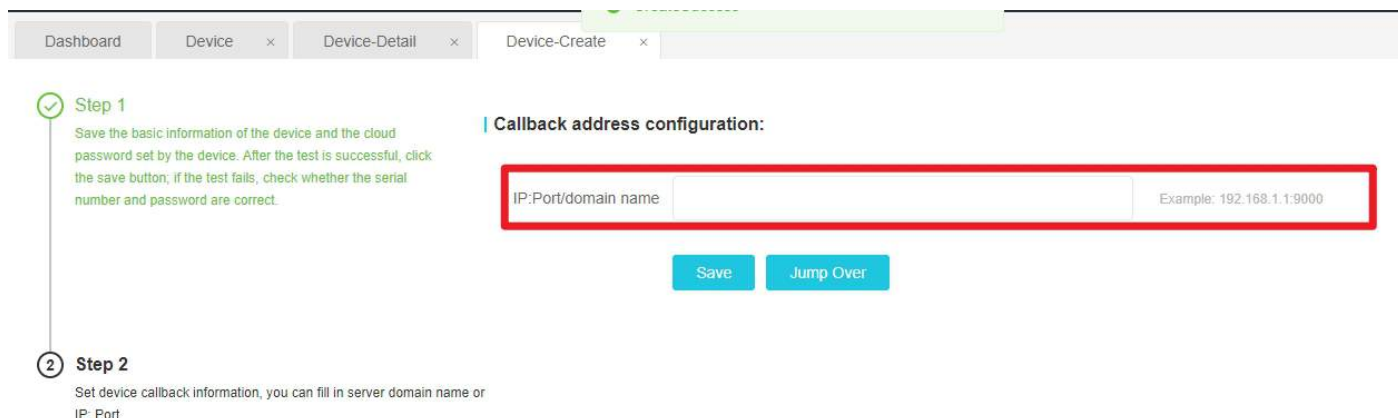 Dashboard
Device ×
Device-Detail ×
Device-Create ×
Step 1
Save the basic information of the device and the cloud
password set by the device. After the test is successful, click
the save button; if the test fails, check whether the serial
number and password are correct.
Callback address configuration:
IP:Port/domain name
Example: 192.168.1.1:9000
Save
Jump Over
2
Step 2
Set device callback information, you can fill in server domain name or
IP: Port